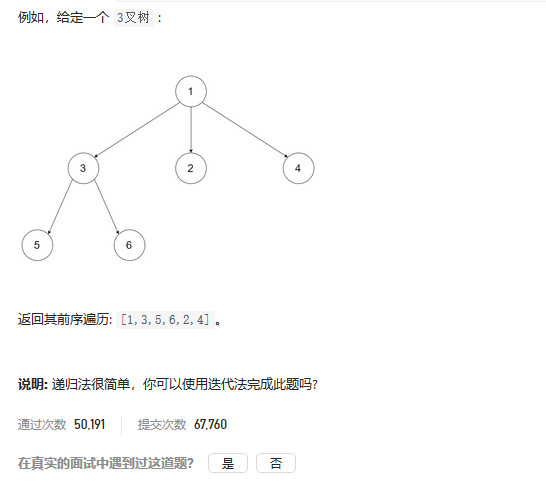 例如，给定一个 3叉树 :
1
3 2 4
5 6
返回其前序遍历: [1,3,5,6,2,4]。
说明: 递归法很简单，你可以使用迭代法完成此题吗?
通过次数 50,191 提交次数 67,760
在真实的面试中遇到过这道题? 是 否